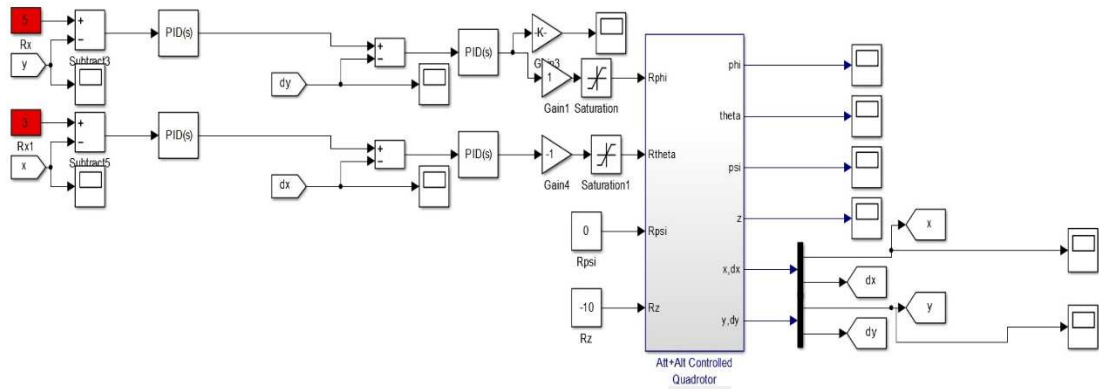 5
Rx
y
Subtract3
PID(s)
dy
PID(s)
-K-
Gain3
1
Gain1
Saturation
3
Rx1
x
Subtract5
PID(s)
dx
PID(s)
-1
Gain4
Saturation1
0
Rpsi
-10
Rz
Rphi
Rtheta
Rpsi
Rz
phi
theta
psi
z
x,dx
y,dy
Att+Alt Controlled
Quadrotor
x
dx
y
dy